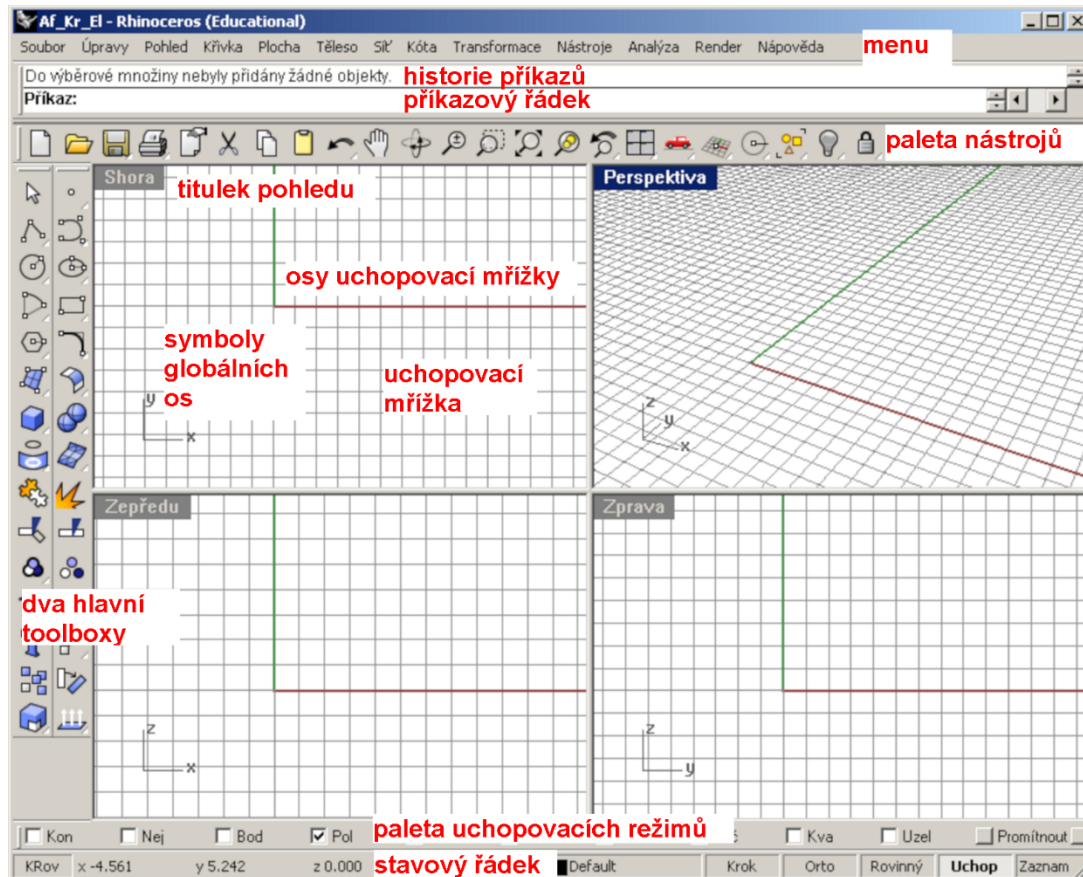 Af_Kr_El - Rhinoceros (Educational)
Soubor Úpravy Pohled Křivka Plocha Těleso Síť Kóta Transformace Nástroje Analýza Render Nápověda menu
Do výběrové množiny nebyly přidány žádné objekty. historie příkazů
Příkaz: příkazový řádek
paleta nástrojů
Shora
titulek pohledu
Perspektiva
osy uchopovací mřížky
symboly
globálních
os
uchopovací
mřížka
y
x
z
y
x
Zepředu
Zprava
dva hlavní
toolboxy
z
x
z
y
Kon Nej Bod Pol paleta uchopovacích režimů Kva Uzel Promítnout
KRov x -4.561 y 5.242 z 0.000 stavový řádek Default Krok Orto Rovinný Uchop Zaznam